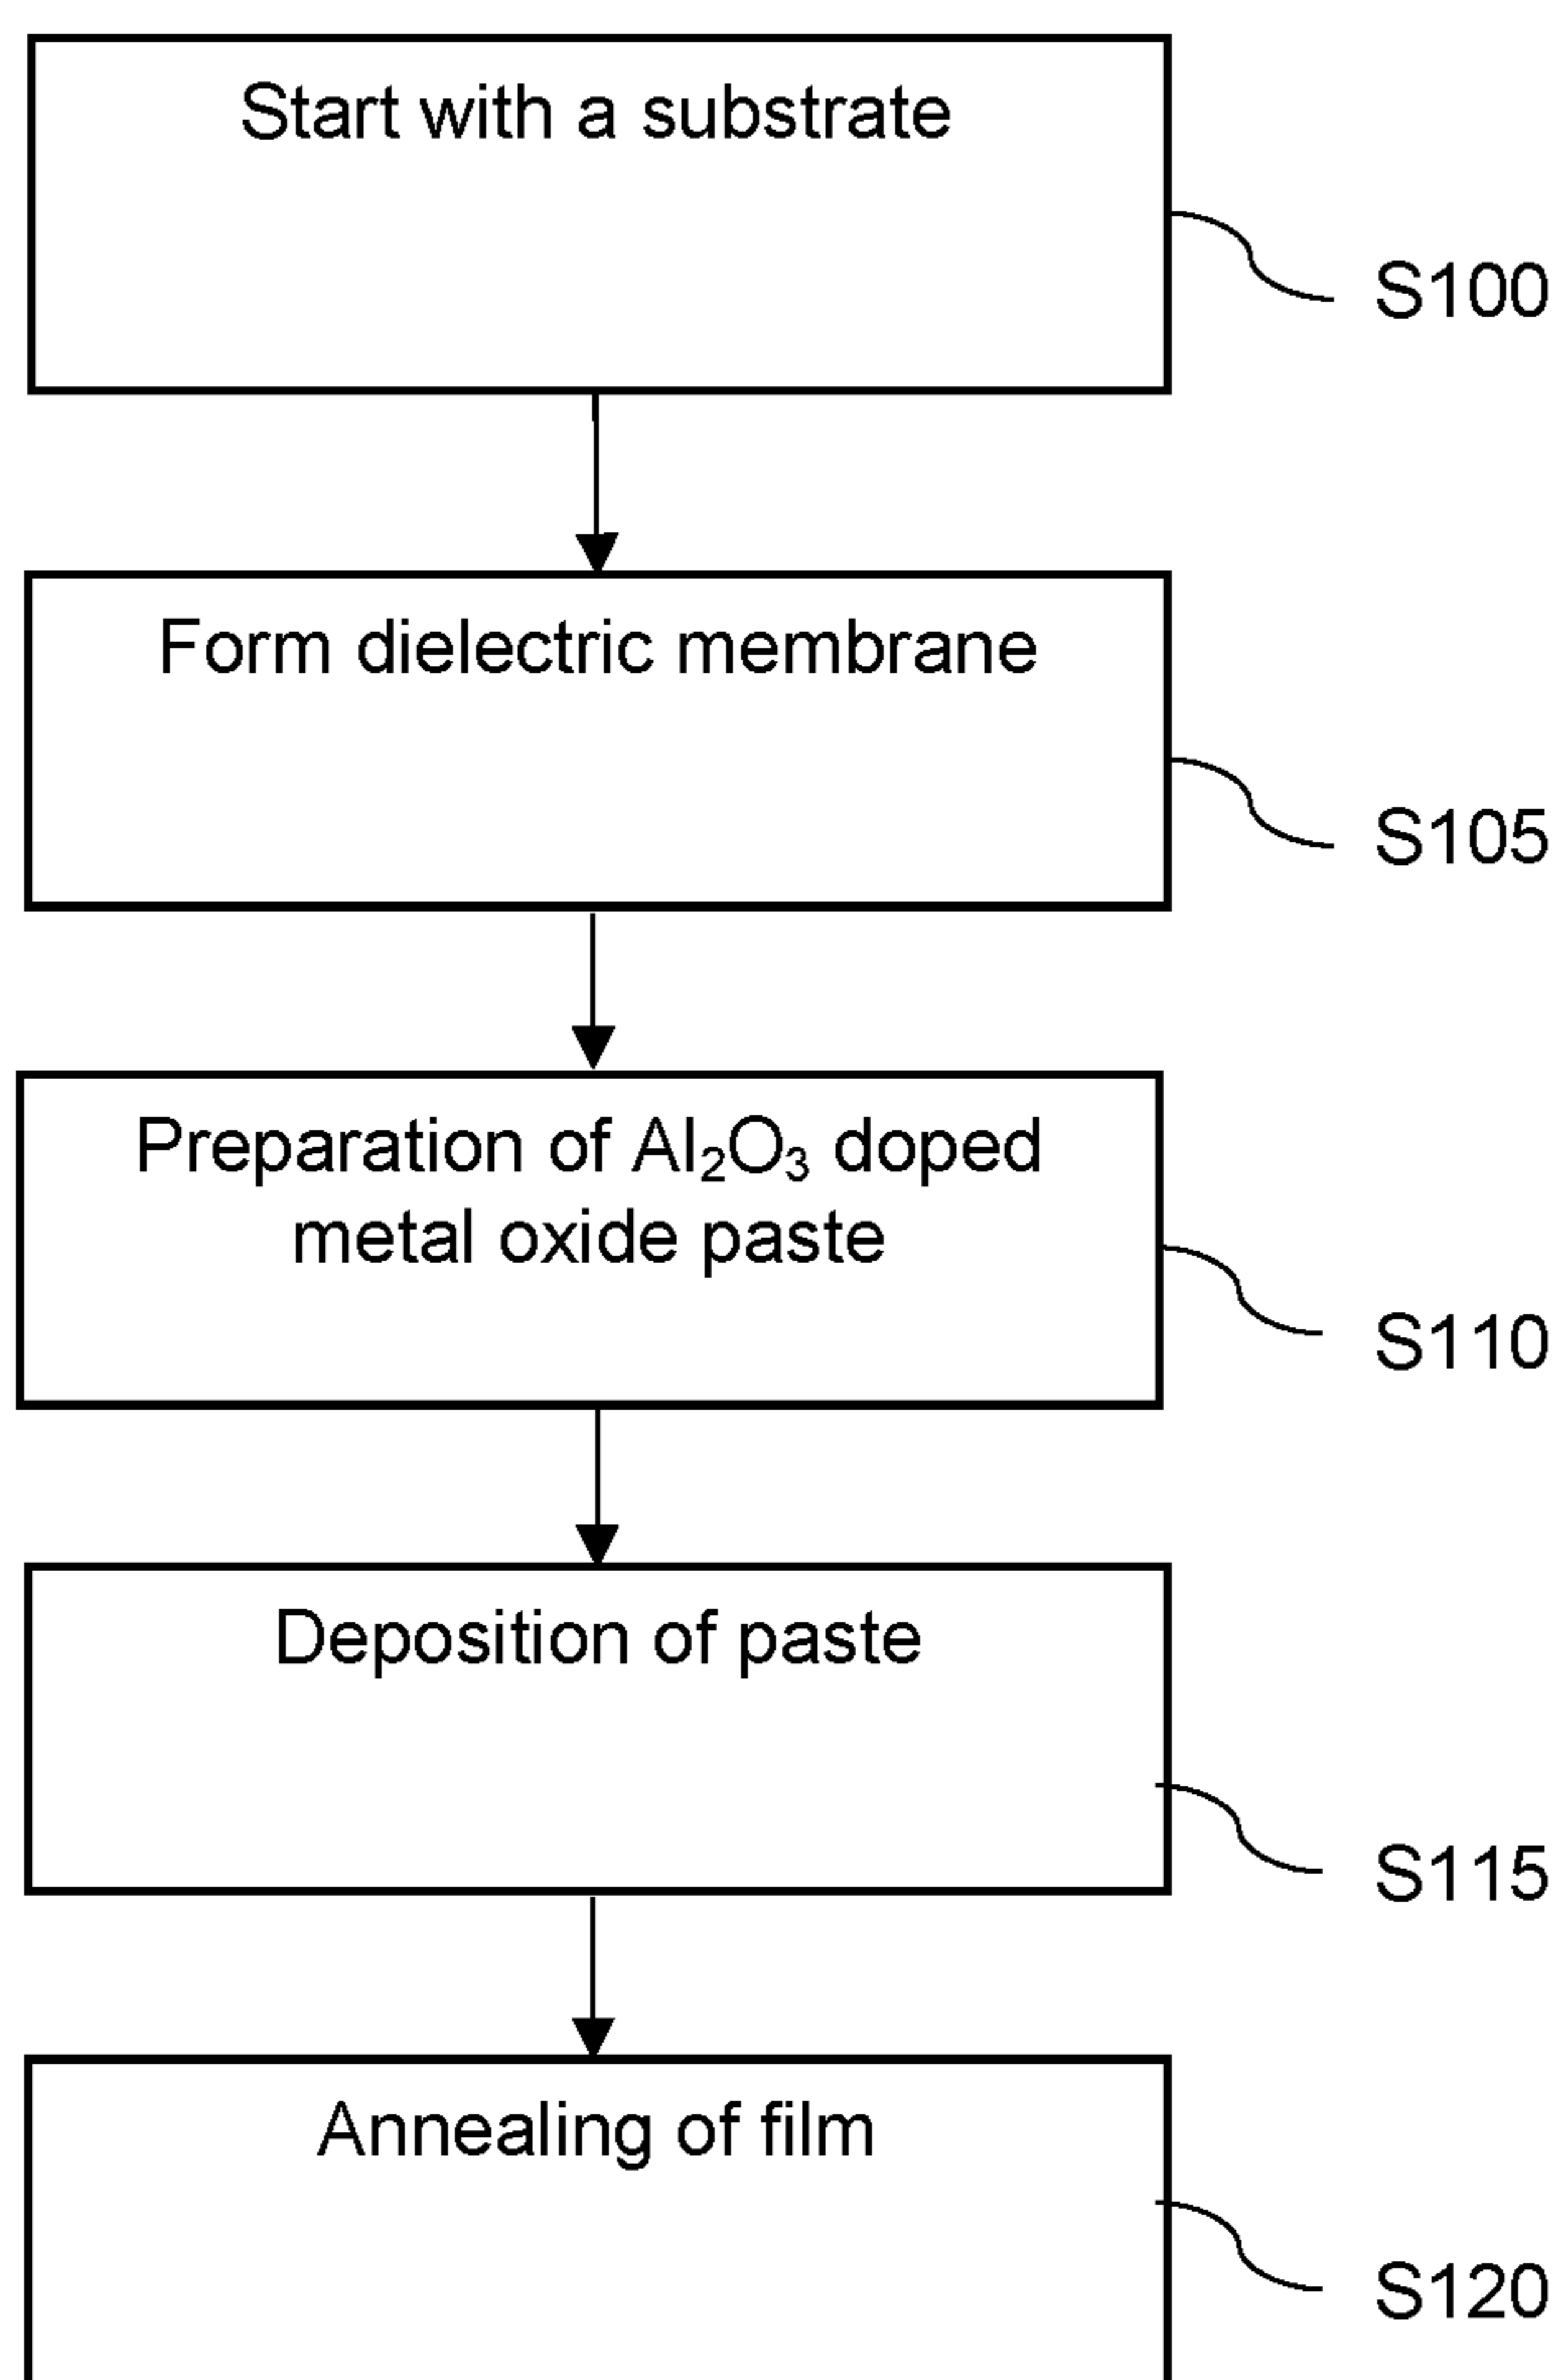 Start with a substrate
S100
Form dielectric membrane
S105
Preparation of Al₂O₃ doped
metal oxide paste
S110
Deposition of paste
S115
Annealing of film
S120